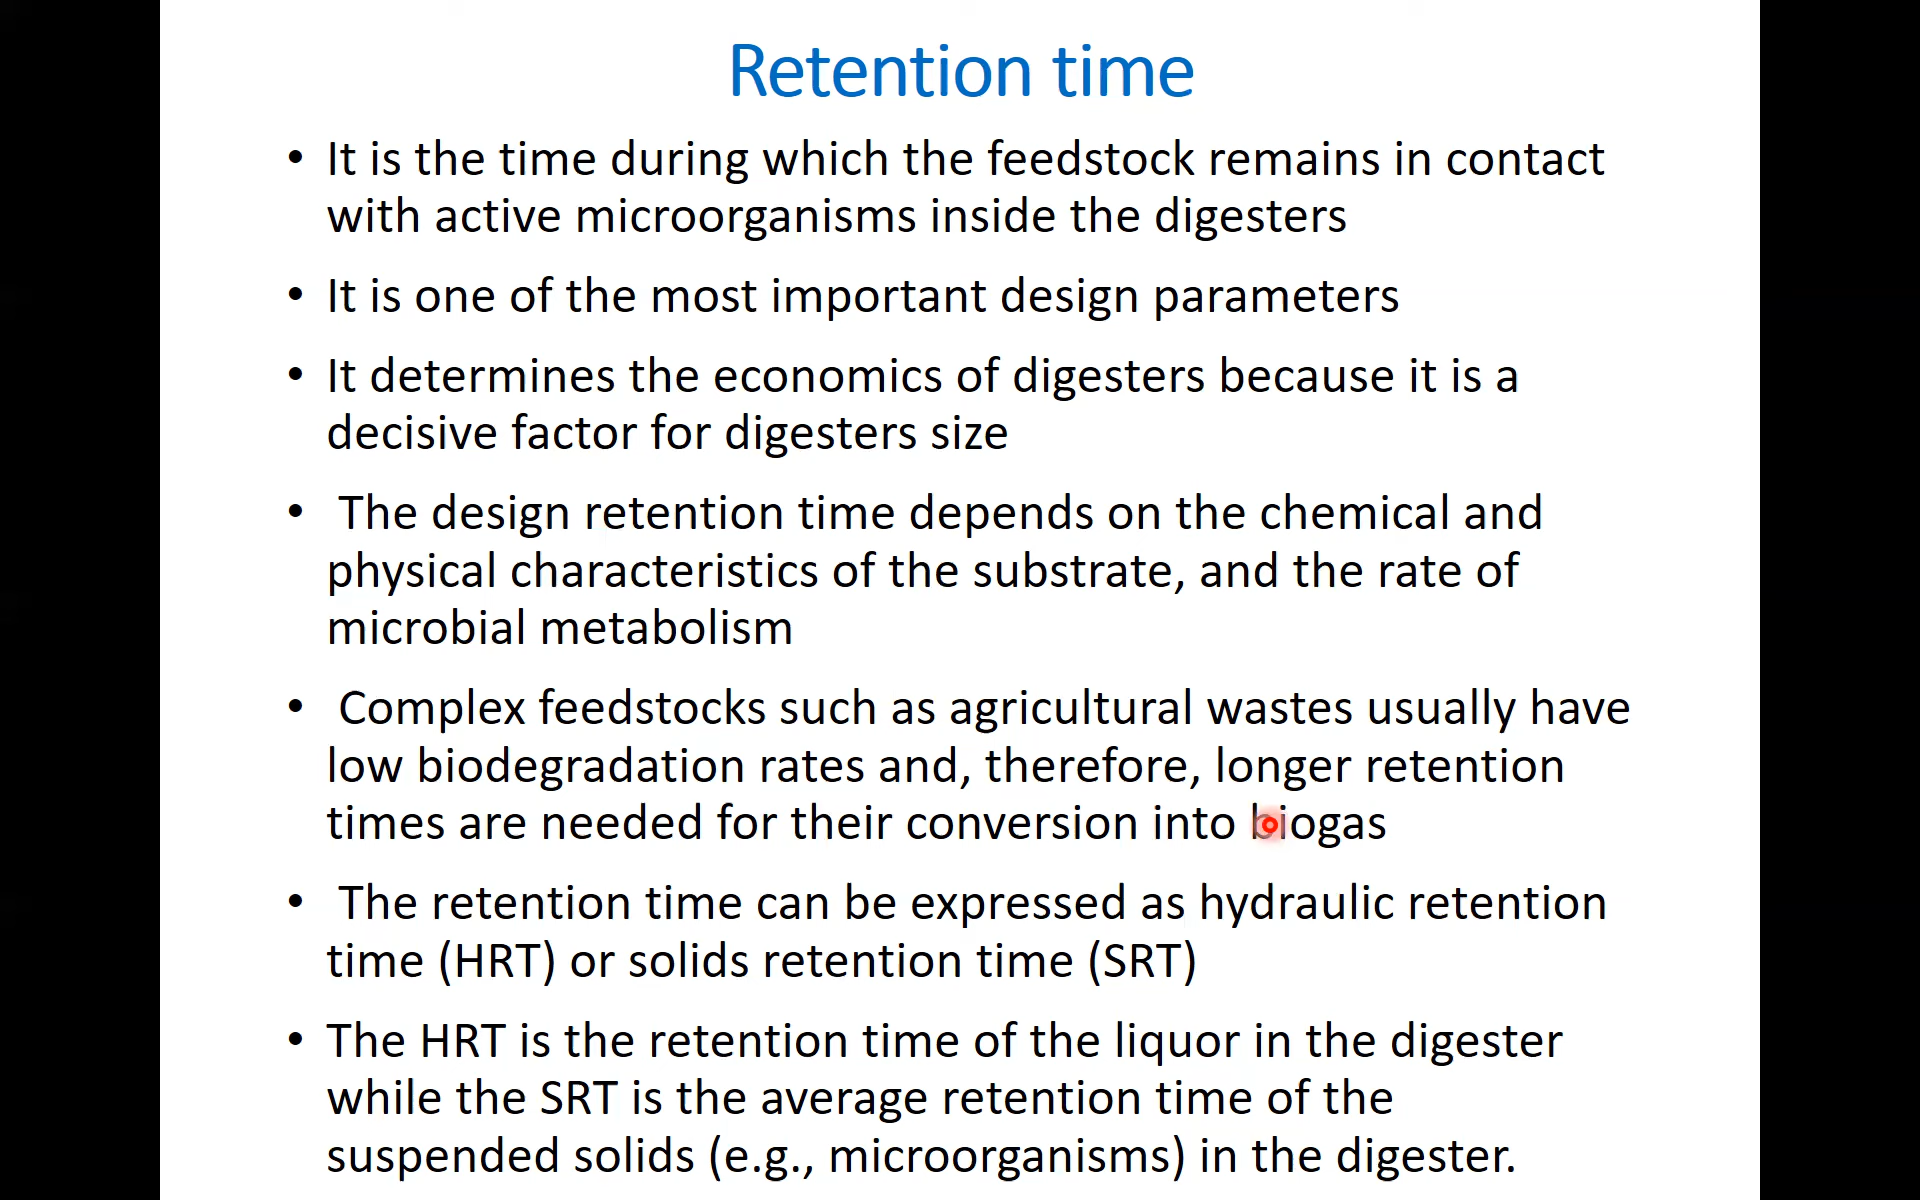 Retention time
• It is the time during which the feedstock remains in contact
with active microorganisms inside the digesters
• It is one of the most important design parameters
• It determines the economics of digesters because it is a
decisive factor for digesters size
• The design retention time depends on the chemical and
physical characteristics of the substrate, and the rate of
microbial metabolism
• Complex feedstocks such as agricultural wastes usually have
low biodegradation rates and, therefore, longer retention
times are needed for their conversion into biogas
• The retention time can be expressed as hydraulic retention
time (HRT) or solids retention time (SRT)
• The HRT is the retention time of the liquor in the digester
while the SRT is the average retention time of the
suspended solids (e.g., microorganisms) in the digester.